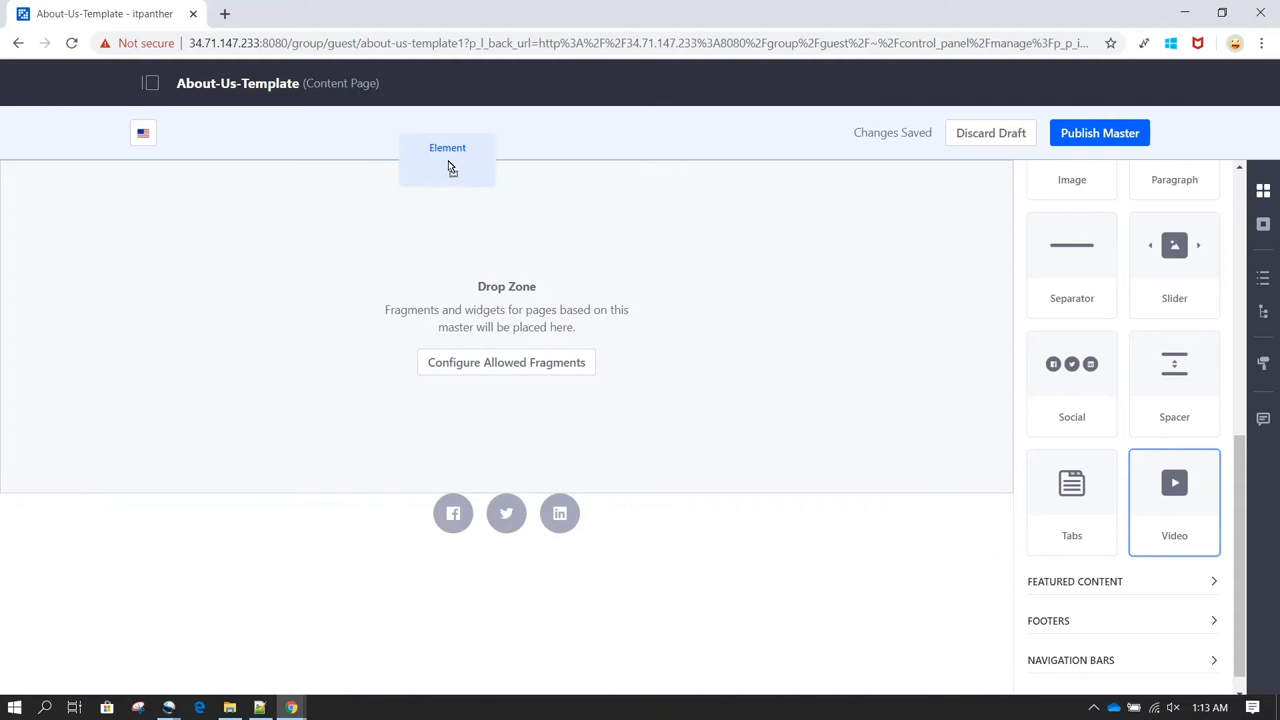 About-Us-Template - itpanther
Not secure
34.71.147.233:8080/group/guest/about-us-template1?p_l_back_url=http%3A%2F%2F34.71.147.233%3A8080%2Fgroup%2Fguest%2F~%2Fcontrol_panel%2Fmanage%3Fp_p_i...
About-Us-Template (Content Page)
Element
Changes Saved
Discard Draft
Publish Master
Drop Zone
Fragments and widgets for pages based on this
master will be placed here.
Configure Allowed Fragments
Image
Paragraph
Separator
Slider
Social
Spacer
Tabs
Video
FEATURED CONTENT
FOOTERS
NAVIGATION BARS
1:13 AM